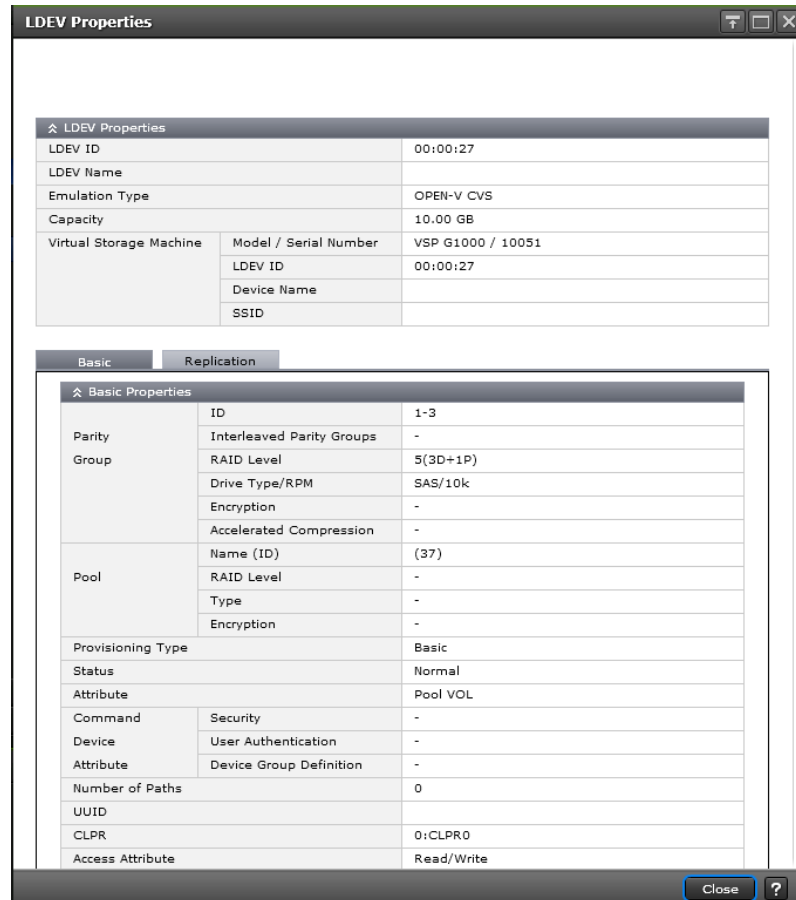 LDEV Properties
LDEV Properties
LDEV ID 00:00:27
LDEV Name
Emulation Type OPEN-V CVS
Capacity 10.00 GB
Virtual Storage Machine Model / Serial Number VSP G1000 / 10051
LDEV ID 00:00:27
Device Name
SSID
Basic Replication
Basic Properties
ID 1-3
Parity Interleaved Parity Groups -
Group RAID Level 5(3D+1P)
Drive Type/RPM SAS/10k
Encryption -
Accelerated Compression -
Name (ID) (37)
Pool RAID Level -
Type -
Encryption -
Provisioning Type Basic
Status Normal
Attribute Pool VOL
Command Security -
Device User Authentication -
Attribute Device Group Definition -
Number of Paths 0
UUID
CLPR 0:CLPR0
Access Attribute Read/Write
Close ?